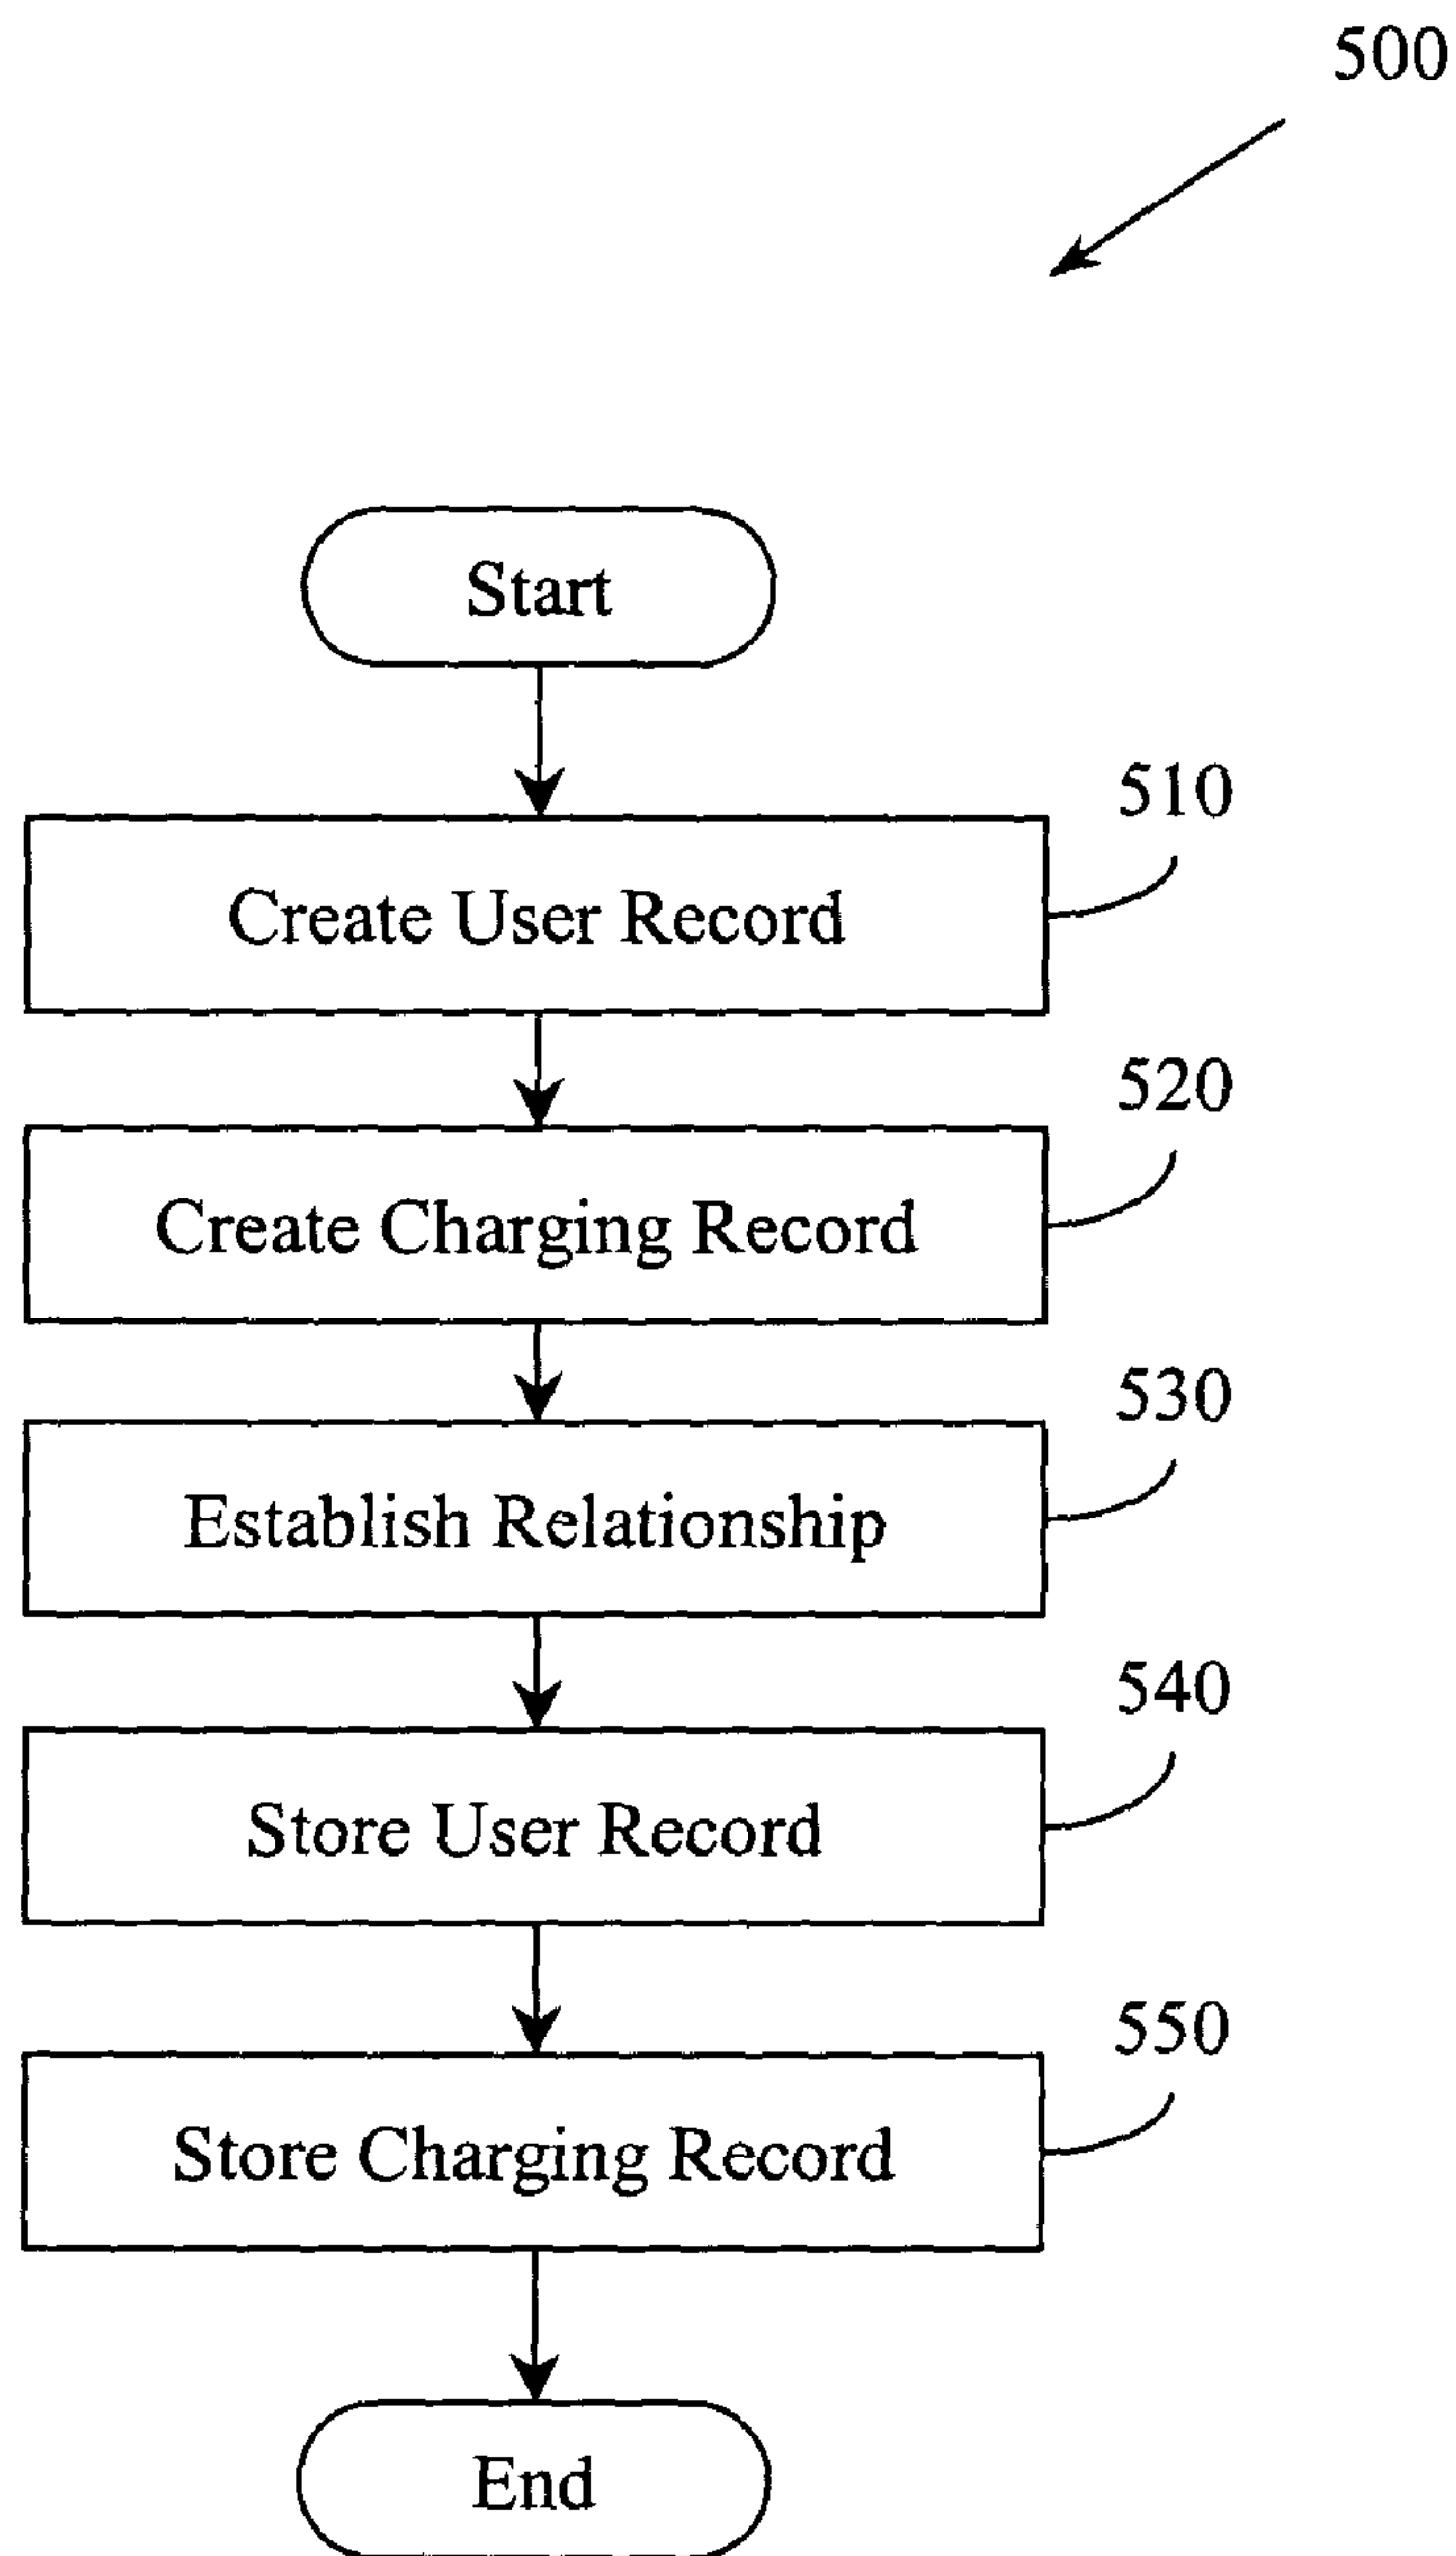 500
Start
510
Create User Record
520
Create Charging Record
530
Establish Relationship
540
Store User Record
550
Store Charging Record
End